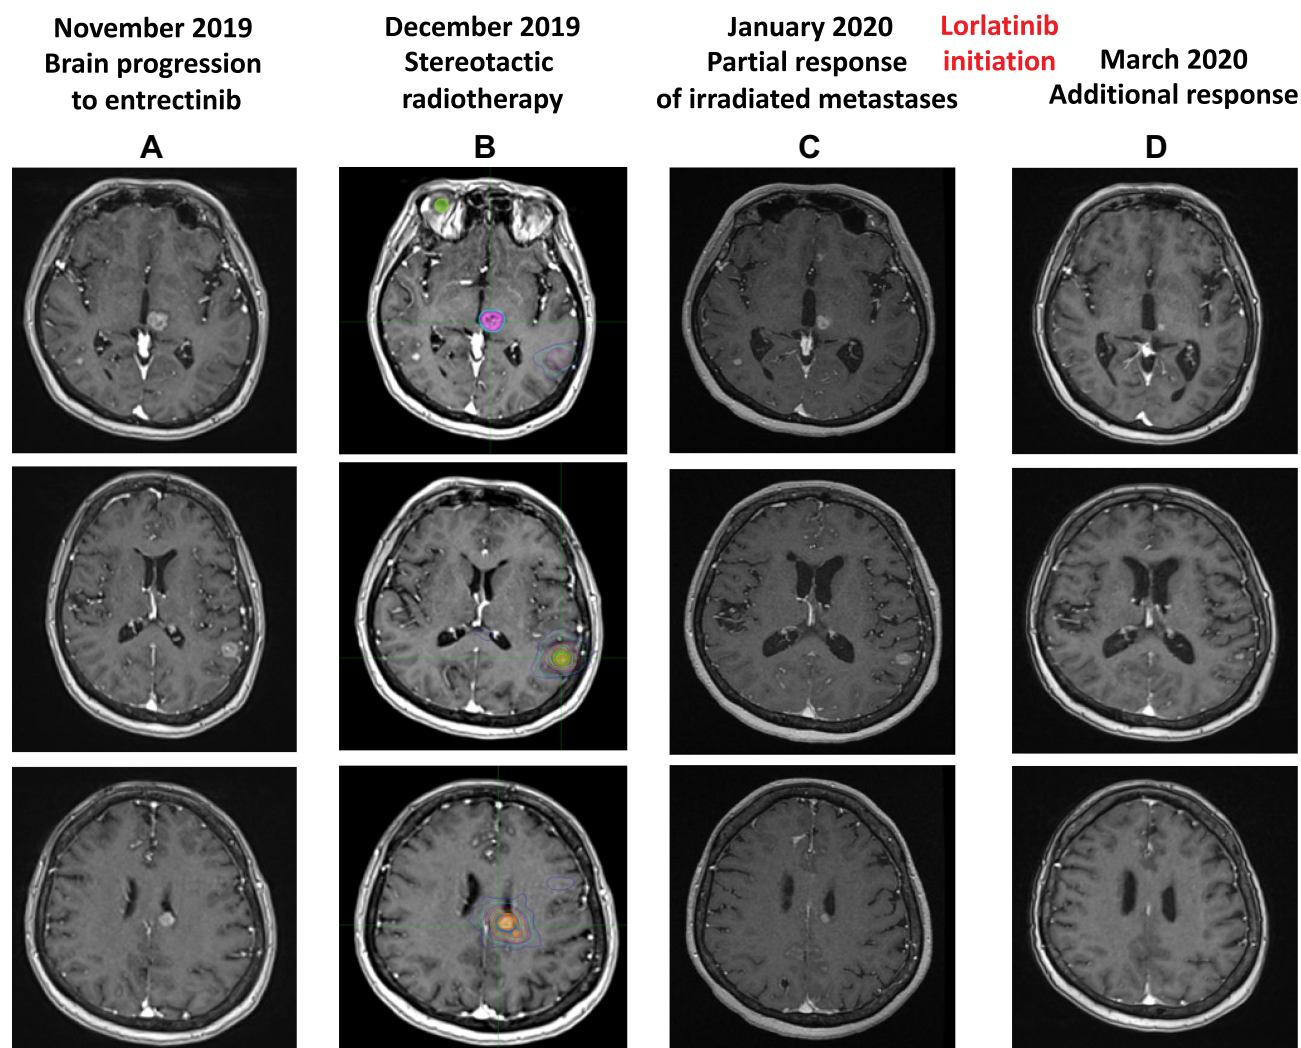 November 2019
Brain progression
to entrectinib
December 2019
Stereotactic
radiotherapy
January 2020
Partial response
of irradiated metastases
Lorlatinib
initiation
March 2020
Additional response
A
B
C
D